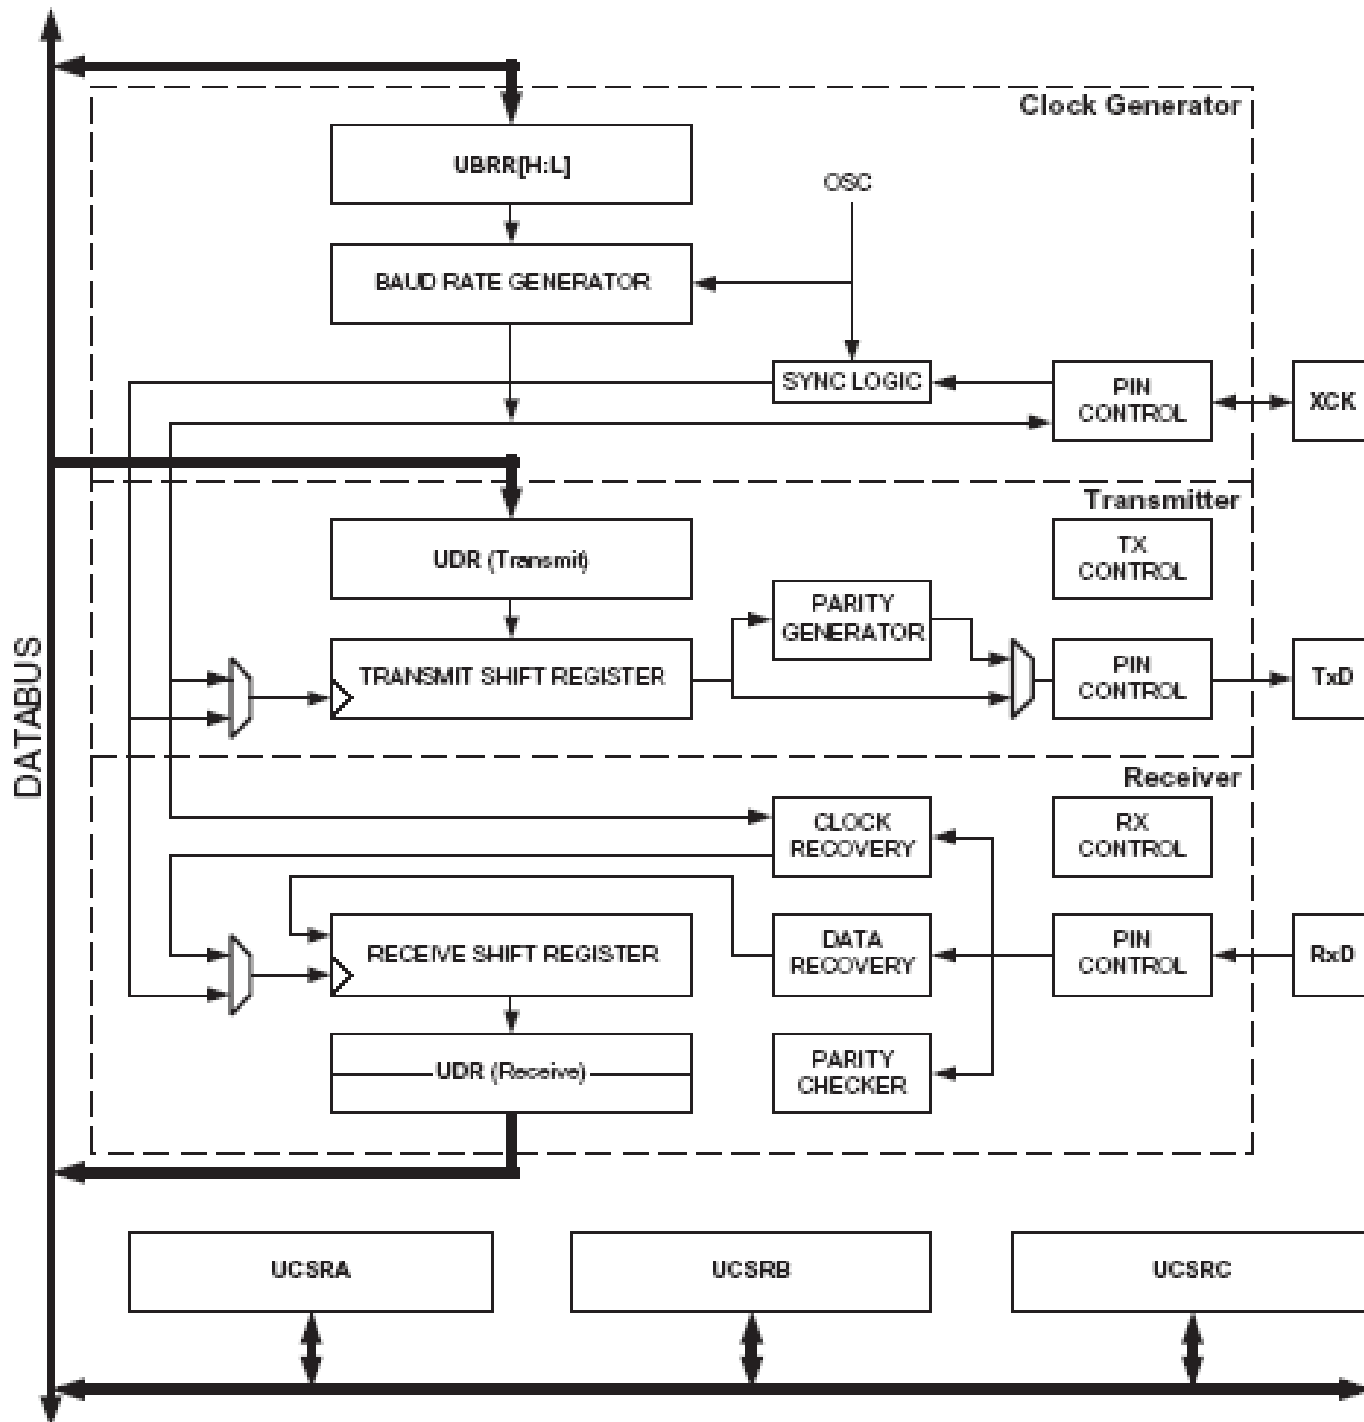 Clock Generator
UBRR[H:L]
OSC
BAUD RATE GENERATOR
SYNC LOGIC
PIN
CONTROL
XCK
Transmitter
UDR (Transmit)
TX
CONTROL
PARITY
GENERATOR
TRANSMIT SHIFT REGISTER
PIN
CONTROL
TxD
DATABUS
Receiver
CLOCK
RECOVERY
RX
CONTROL
RECEIVE SHIFT REGISTER
DATA
RECOVERY
PIN
CONTROL
RxD
UDR (Receive)
PARITY
CHECKER
UCSRA
UCSRB
UCSRC